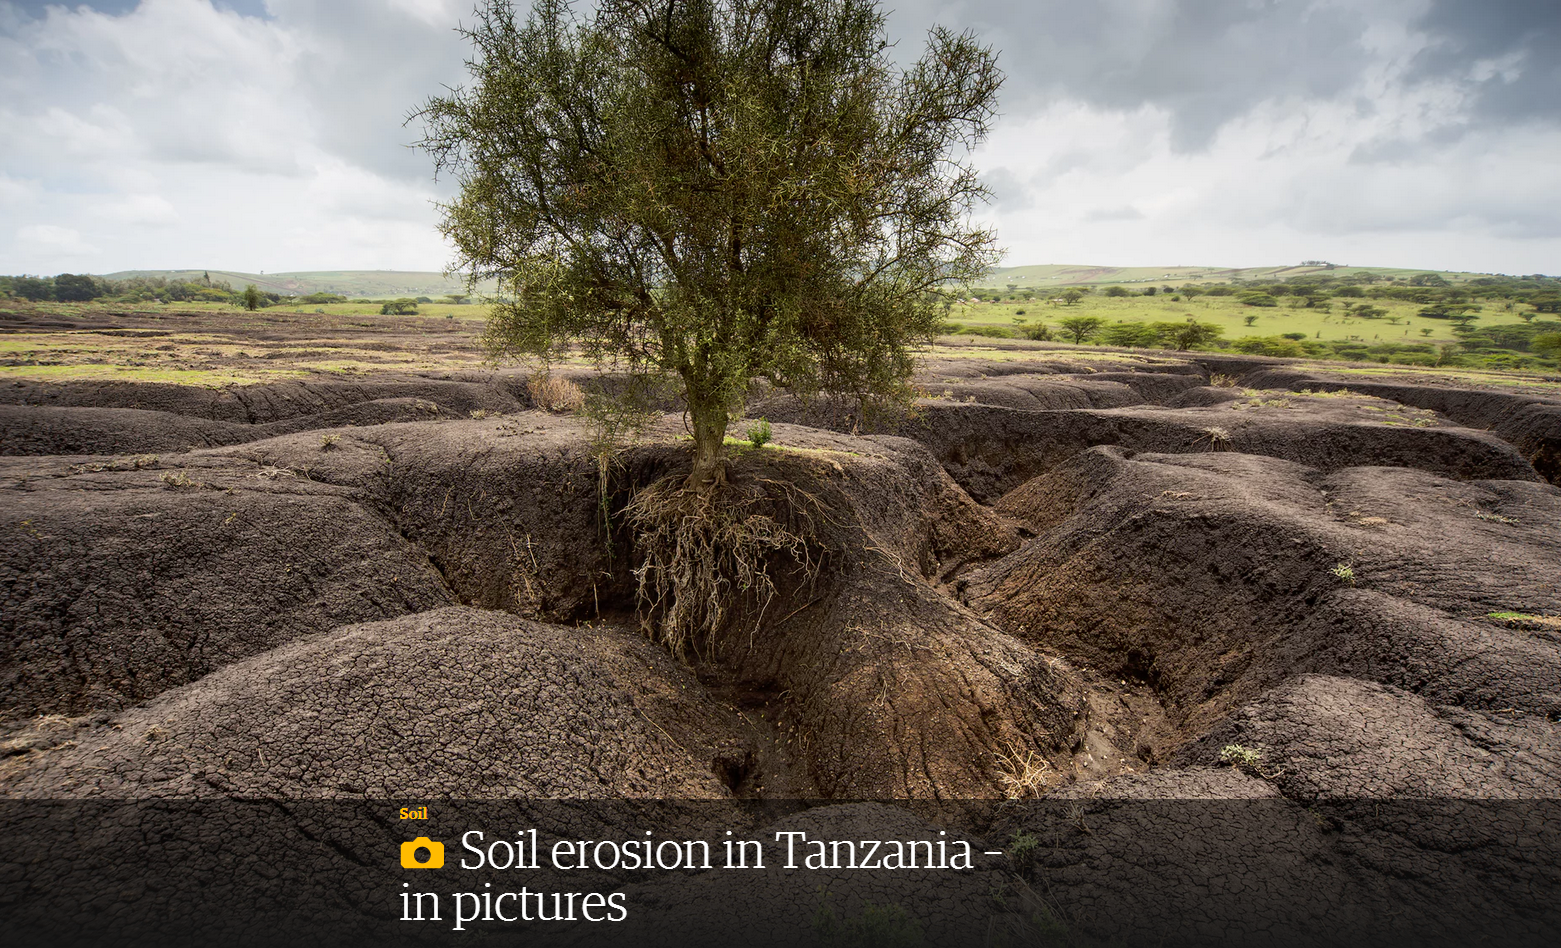 Soil
Soil erosion in Tanzania –
in pictures